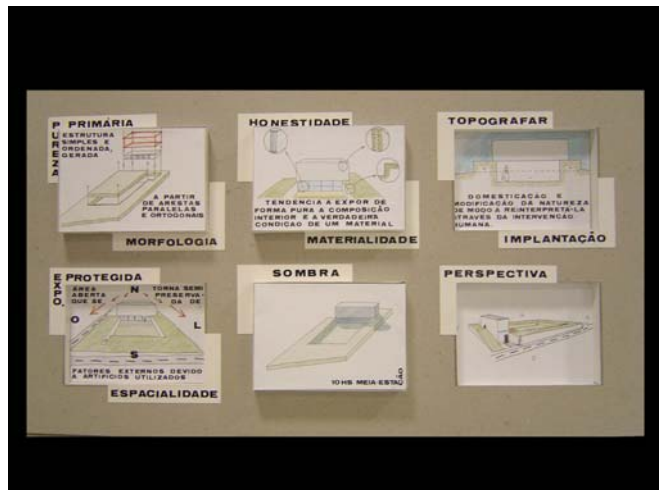 PUREZA
PRIMÁRIA
ESTRUTURA
SIMPLES E
ORDENADA,
GERADA
A PARTIR
DE ARESTAS
PARALELAS
E ORTOGONAIS
MORFOLOGIA
HONESTIDADE
TENDENCIA A EXPOR DE
FORMA PURA A COMPOSIÇÃO
INTERIOR E A VERDADEIRA
CONDIÇÃO DE UM MATERIAL
MATERIALIDADE
TOPOGRAFAR
DOMESTICAÇÃO E
MODIFICAÇÃO DA NATUREZA
DE MODO A REINTERPRETÁ-LA
ATRAVÉS DA INTERVENÇÃO
HUMANA.
IMPLANTAÇÃO
EXPO.
PROTEGIDA
ÁREA
ABERTA
QUE SE
TORNA SEMI
PRESERVA-
DA DE
N
O
L
S
FATORES EXTERNOS DEVIDO
A ARTIFÍCIOS UTILIZADOS
ESPACIALIDADE
SOMBRA
10HS MEIA-ESTAÇÃO
PERSPECTIVA